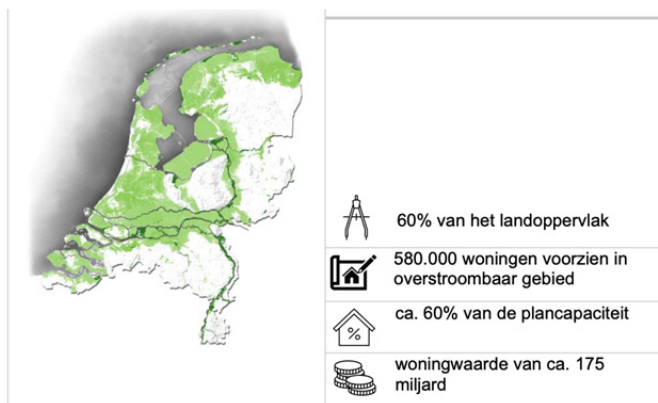 60% van het landoppervlak
580.000 woningen voorzien in
overstroombaar gebied
ca. 60% van de plancapaciteit
%
woningwaarde van ca. 175
miljard